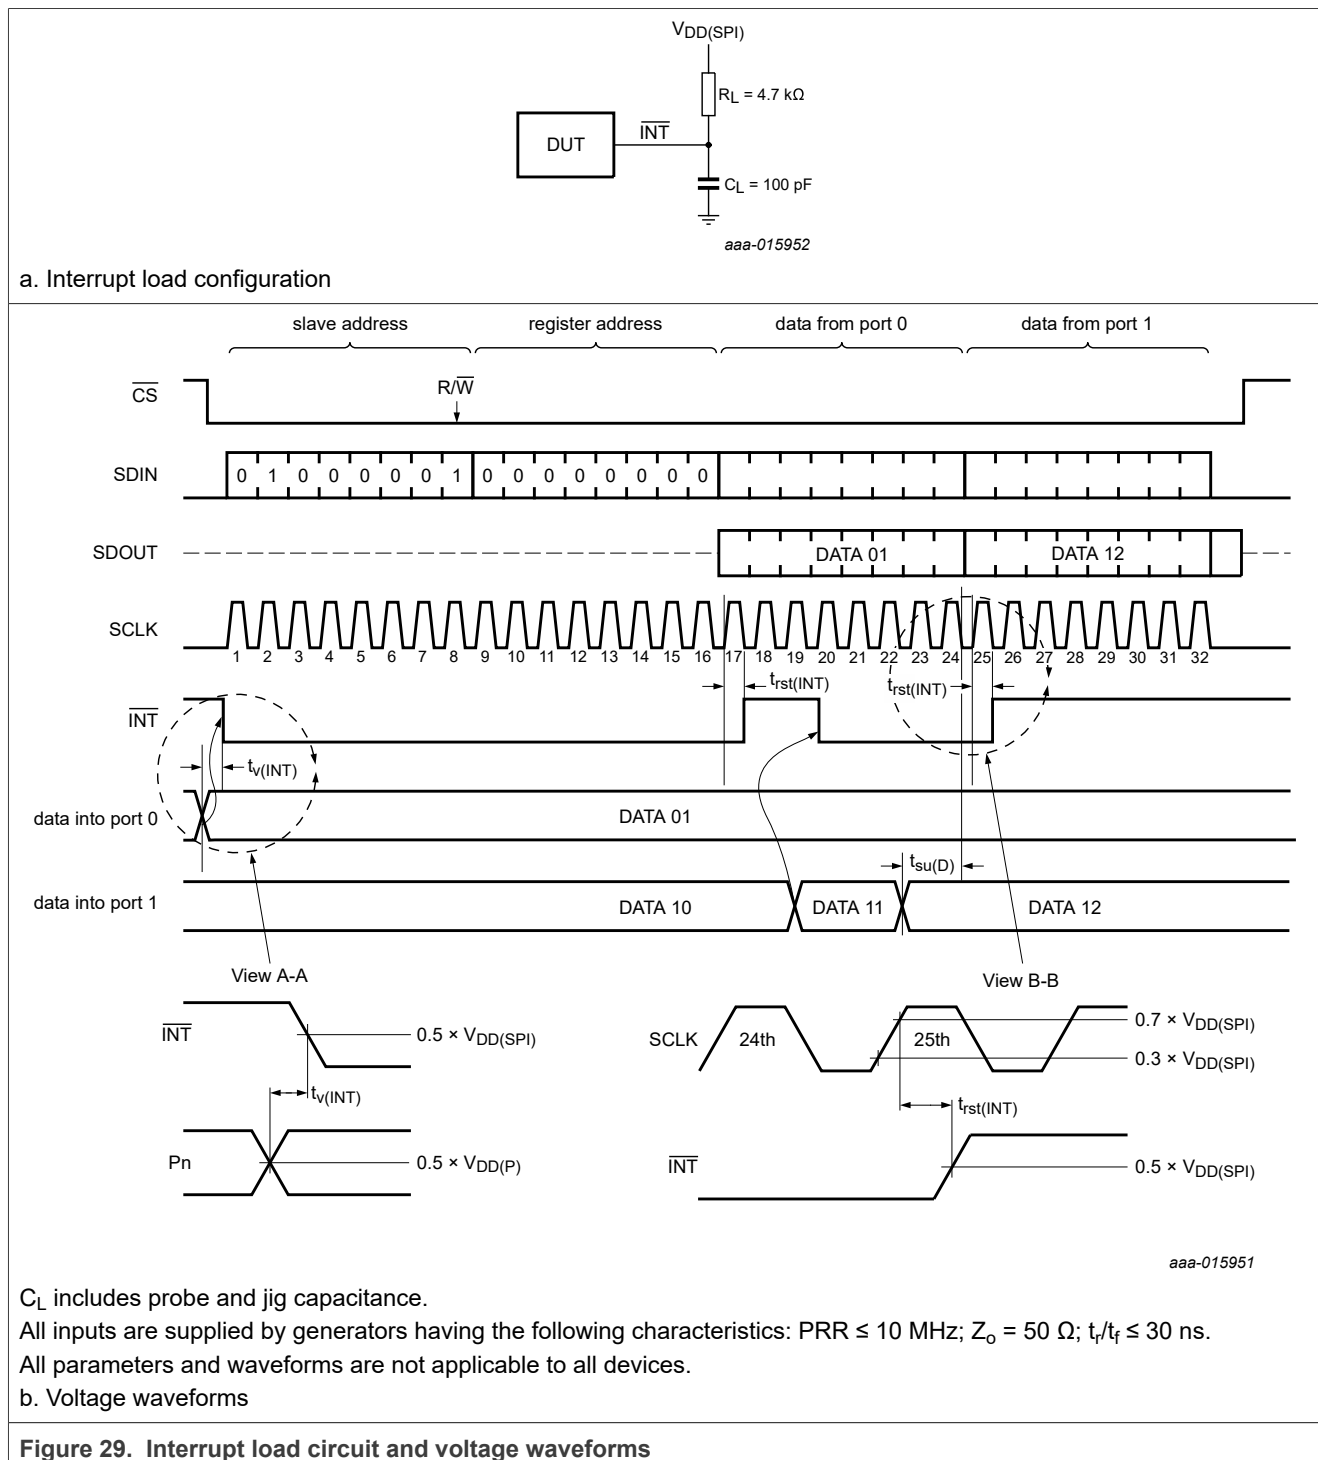 VDD(SPI)
RL = 4.7 kΩ
INT
DUT
CL = 100 pF
aaa-015952
a. Interrupt load configuration
slave address register address data from port 0 data from port 1
CS
R/W
SDIN 0 1 0 0 0 0 0 1 0 0 0 0 0 0 0 0
SDOUT DATA 01 DATA 12
SCLK
1 2 3 4 5 6 7 8 9 10 11 12 13 14 15 16 17 18 19 20 21 22 23 24 25 26 27 28 29 30 31 32
trst(INT) trst(INT)
INT
tv(INT)
data into port 0 DATA 01
tsu(D)
data into port 1 DATA 10 DATA 11 DATA 12
View A-A View B-B
INT 0.5 × VDD(SPI)
tv(INT)
Pn 0.5 × VDD(P)
SCLK 24th 25th 0.7 × VDD(SPI)
0.3 × VDD(SPI)
trst(INT)
INT 0.5 × VDD(SPI)
aaa-015951
CL includes probe and jig capacitance.
All inputs are supplied by generators having the following characteristics: PRR ≤ 10 MHz; Zo = 50 Ω; tr/tf ≤ 30 ns.
All parameters and waveforms are not applicable to all devices.
b. Voltage waveforms
Figure 29. Interrupt load circuit and voltage waveforms